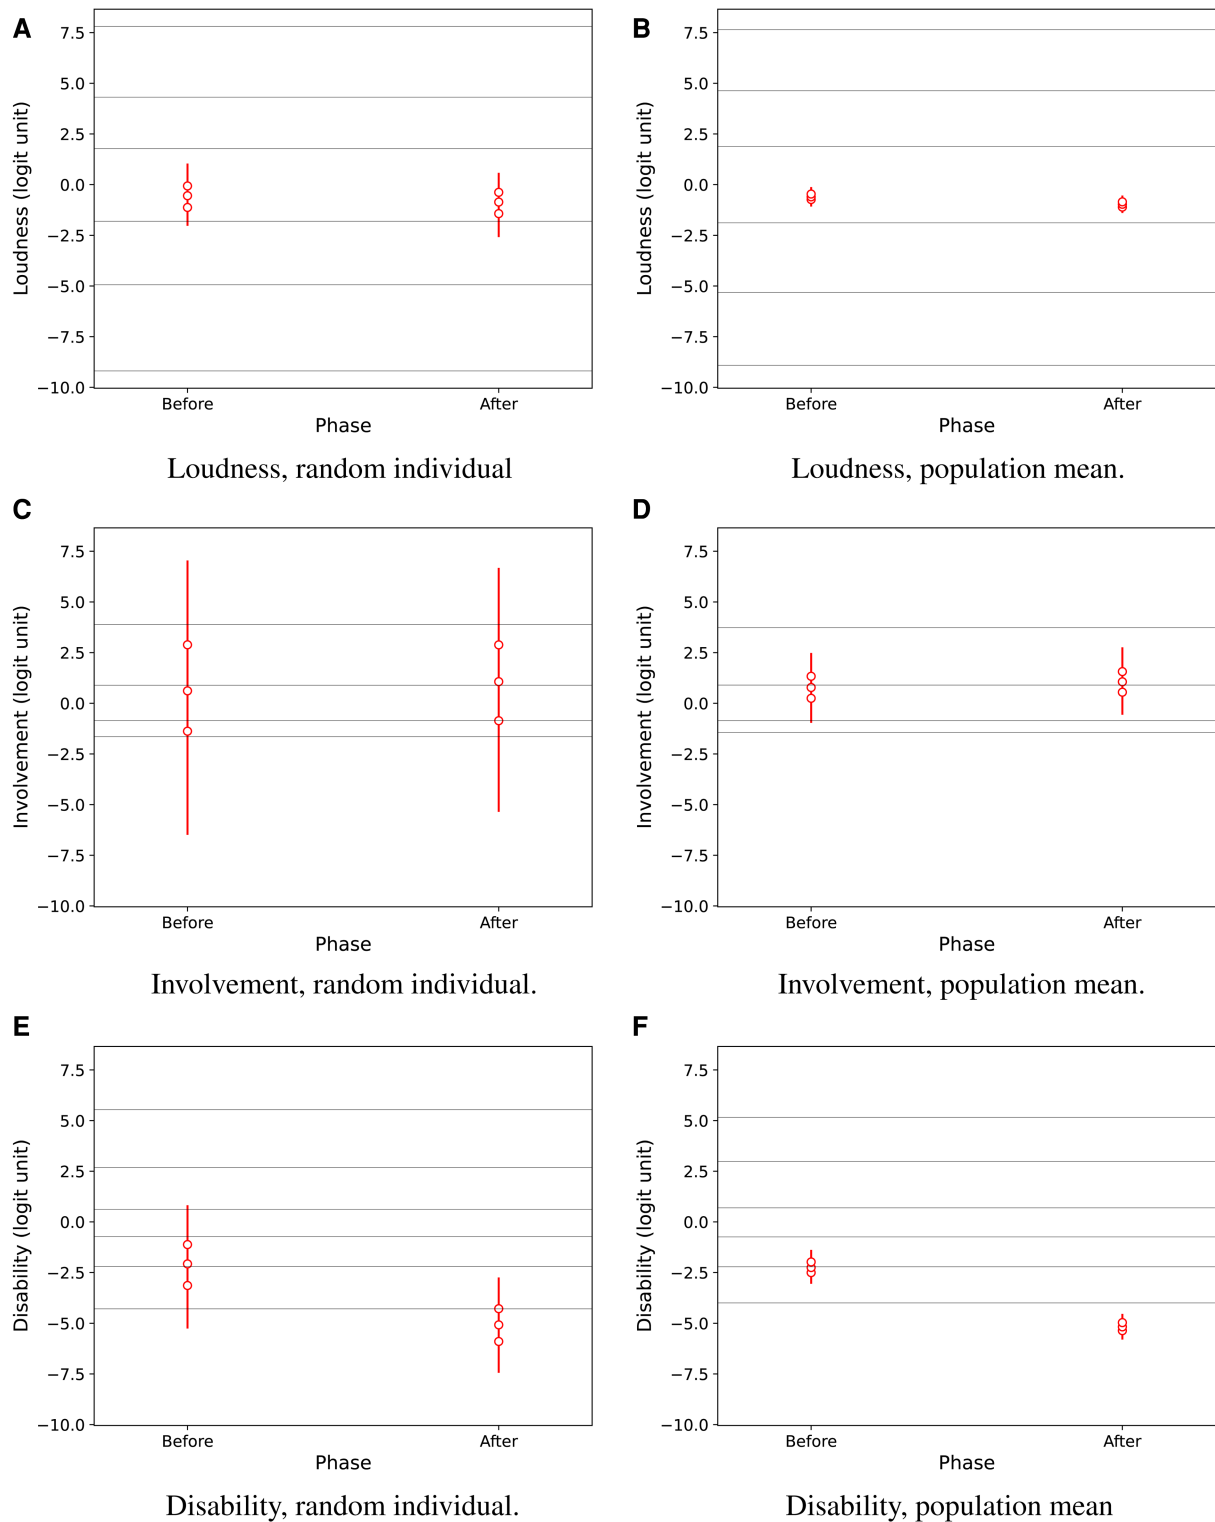 A
7.5
5.0
2.5
0.0
−2.5
−5.0
−7.5
−10.0
Loudness (logit unit)
Before
After
Phase
Loudness, random individual
B
7.5
5.0
2.5
0.0
−2.5
−5.0
−7.5
−10.0
Loudness (logit unit)
Before
After
Phase
Loudness, population mean.
C
7.5
5.0
2.5
0.0
−2.5
−5.0
−7.5
−10.0
Involvement (logit unit)
Before
After
Phase
Involvement, random individual.
D
7.5
5.0
2.5
0.0
−2.5
−5.0
−7.5
−10.0
Involvement (logit unit)
Before
After
Phase
Involvement, population mean.
E
7.5
5.0
2.5
0.0
−2.5
−5.0
−7.5
−10.0
Disability (logit unit)
Before
After
Phase
Disability, random individual.
F
7.5
5.0
2.5
0.0
−2.5
−5.0
−7.5
−10.0
Disability (logit unit)
Before
After
Phase
Disability, population mean